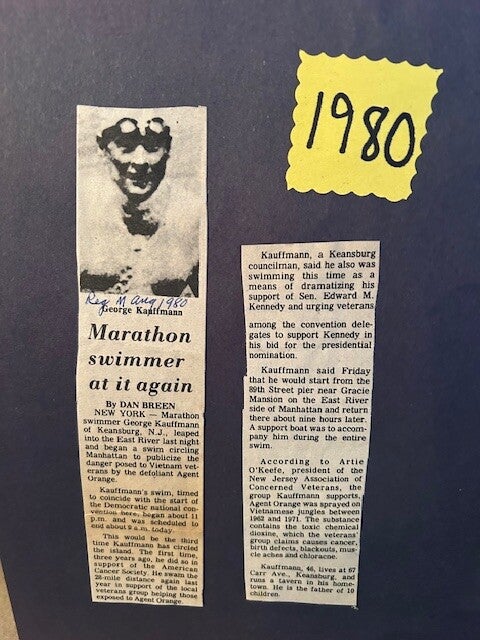 1980
Reg M Aug 1980
George Kauffmann
Marathon
swimmer
at it again
By DAN BREEN
NEW YORK — Marathon
swimmer George Kauffmann
of Keansburg, N.J., leaped
into the East River last night
and began a swim circling
Manhattan to publicize the
danger posed to Vietnam vet-
erans by the defoliant Agent
Orange.
Kauffmann's swim, timed
to coincide with the start of
the Democratic national con-
vention here, began about 11
p.m. and was scheduled to
end about 9 a.m. today.
This would be the third
time Kauffmann has circled
the island. The first time,
three years ago, he did so in
support of the American
Cancer Society. He swam the
28-mile distance again last
year in support of the local
veterans group helping those
exposed to Agent Orange.
Kauffmann, a Keansburg
councilman, said he also was
swimming this time as a
means of dramatizing his
support of Sen. Edward M.
Kennedy and urging veterans
among the convention dele-
gates to support Kennedy in
his bid for the presidential
nomination.
Kauffmann said Friday
that he would start from the
89th Street pier near Gracie
Mansion on the East River
side of Manhattan and return
there about nine hours later.
A support boat was to accom-
pany him during the entire
swim.
According to Artie
O'Keefe, president of the
New Jersey Association of
Concerned Veterans, the
group Kauffmann supports,
Agent Orange was sprayed on
Vietnamese jungles between
1962 and 1971. The substance
contains the toxic chemical
dioxine, which the veterans'
group claims causes cancer,
birth defects, blackouts, mus-
cle aches and chloracne.
Kauffmann, 46, lives at 67
Carr Ave., Keansburg, and
runs a tavern in his home-
town. He is the father of 10
children.